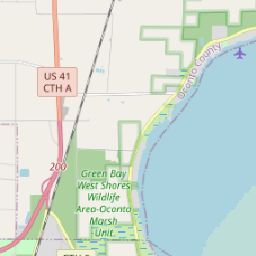 US 41
CTH A
Oconto County
200
Green Bay
West Shores
Wildlife
Area-Oconto
Marsh
Unit